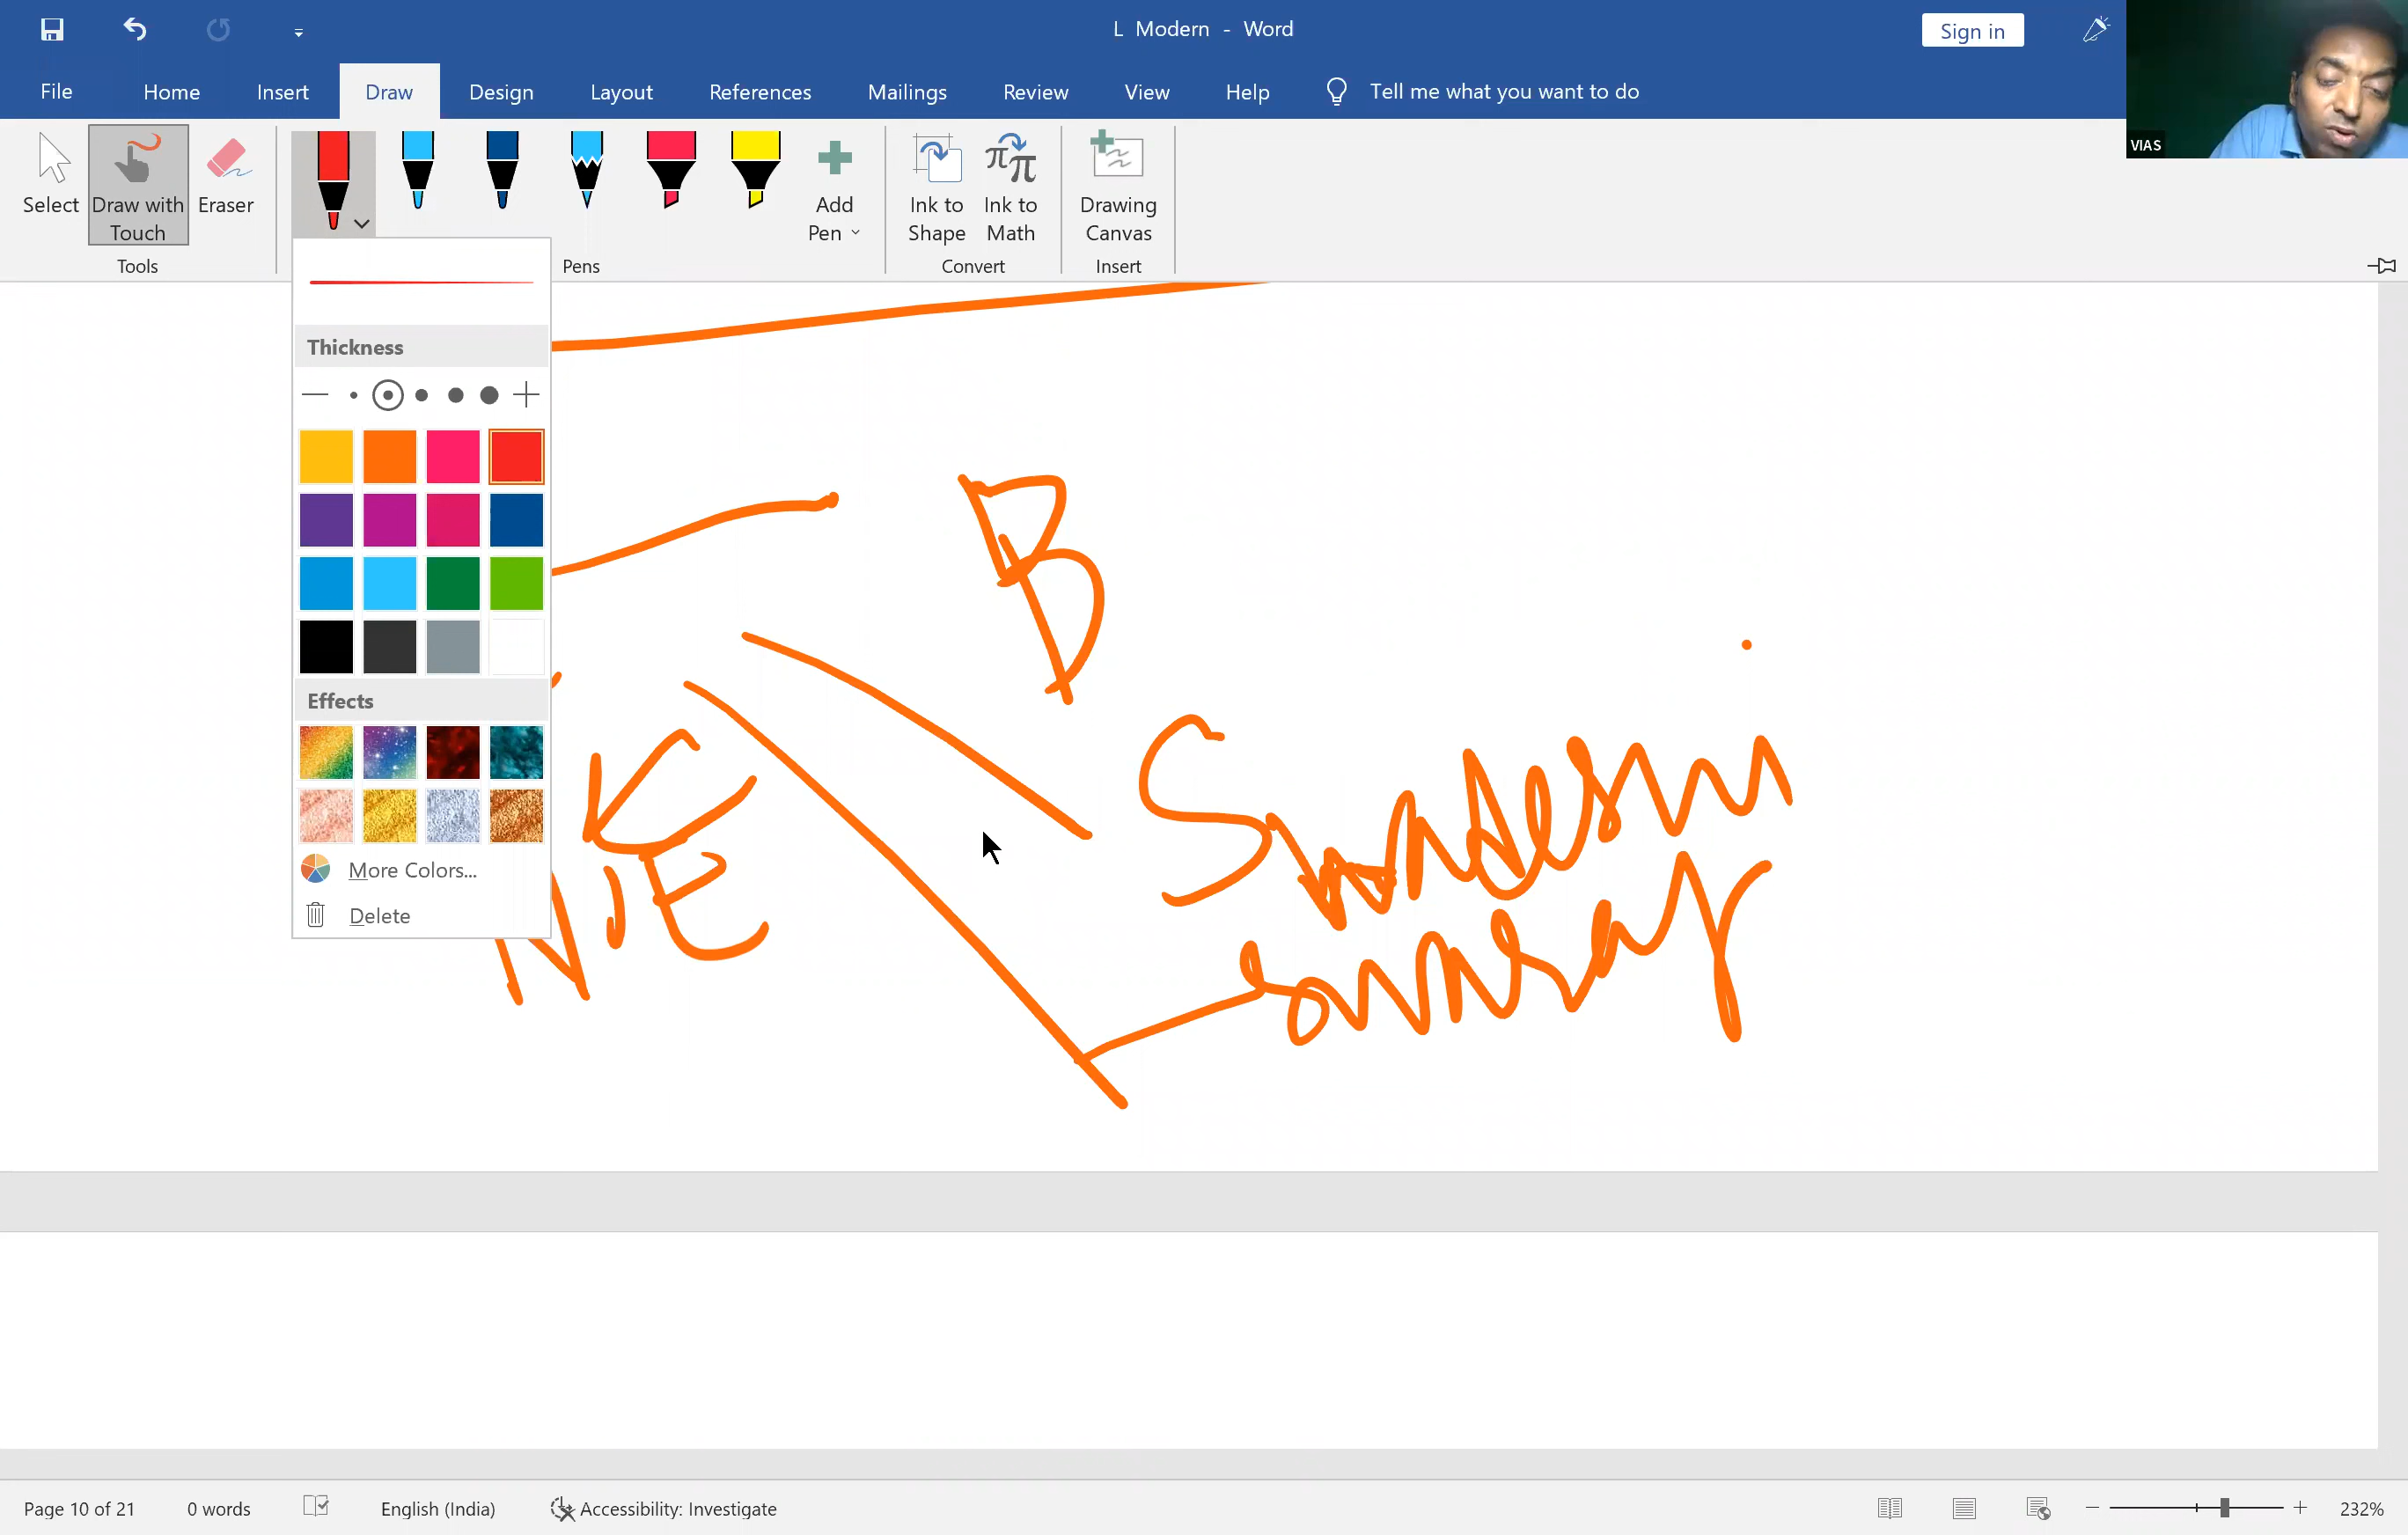 L Modern - Word
Sign in
VIAS
File Home Insert Draw Design Layout References Mailings Review View Help Tell me what you want to do
Select Draw with Touch Eraser
Add Pen
Ink to Shape Ink to Math
Drawing Canvas
Tools Pens Convert Insert
Thickness
B
Effects
More Colors...
Delete
NJE
Page 10 of 21 0 words English (India) Accessibility: Investigate 232%